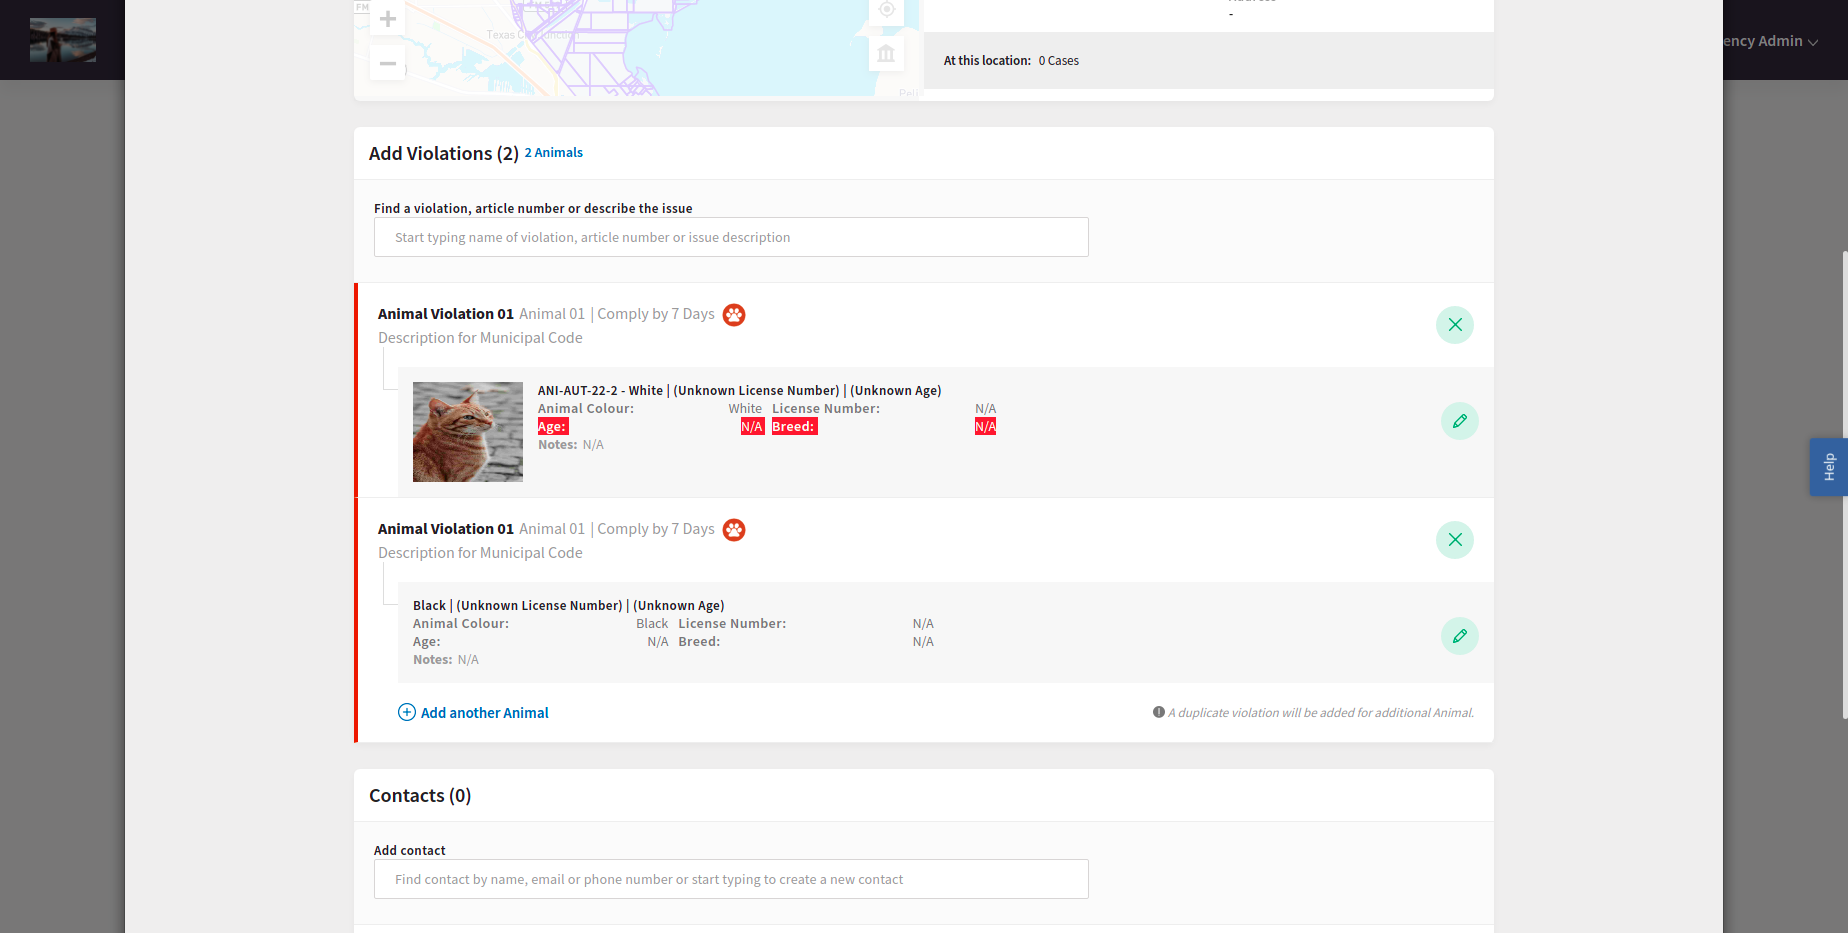 FM
Texas City Junction
Peli
-
ency Admin
At this location: 0 Cases
Add Violations (2) 2 Animals
Find a violation, article number or describe the issue
Start typing name of violation, article number or issue description
Animal Violation 01 Animal 01 | Comply by 7 Days
Description for Municipal Code
ANI-AUT-22-2 - White | (Unknown License Number) | (Unknown Age)
Animal Colour: White License Number: N/A
Age: N/A Breed: N/A
Notes: N/A
Help
Animal Violation 01 Animal 01 | Comply by 7 Days
Description for Municipal Code
Black | (Unknown License Number) | (Unknown Age)
Animal Colour: Black License Number: N/A
Age: N/A Breed: N/A
Notes: N/A
Add another Animal
A duplicate violation will be added for additional Animal.
Contacts (0)
Add contact
Find contact by name, email or phone number or start typing to create a new contact